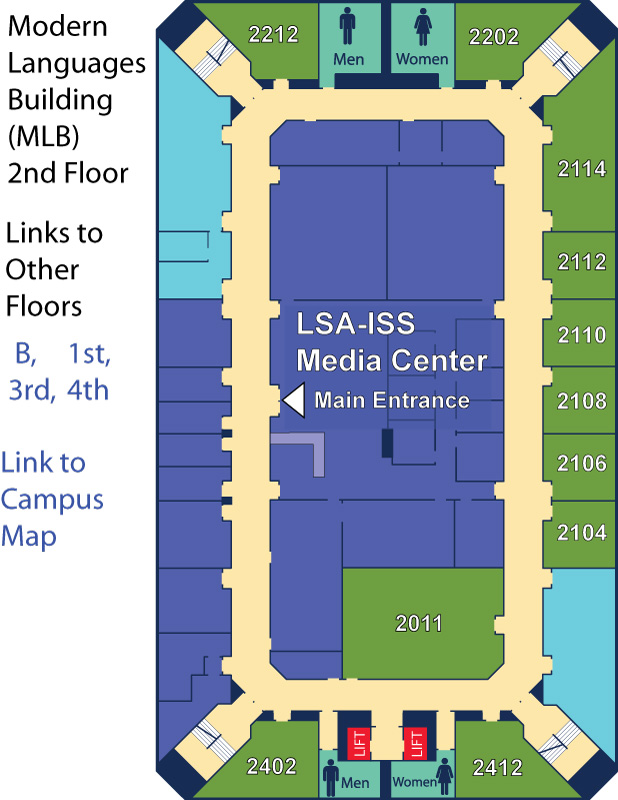 Modern
Languages
Building
(MLB)
2nd Floor
Links to
Other
Floors
B, 1st,
3rd, 4th
Link to
Campus
Map
2212
Men
Women
2202
2114
2112
2110
LSA-ISS
Media Center
Main Entrance
2108
2106
2104
2011
LIFT
LIFT
2402
Men
Women
2412